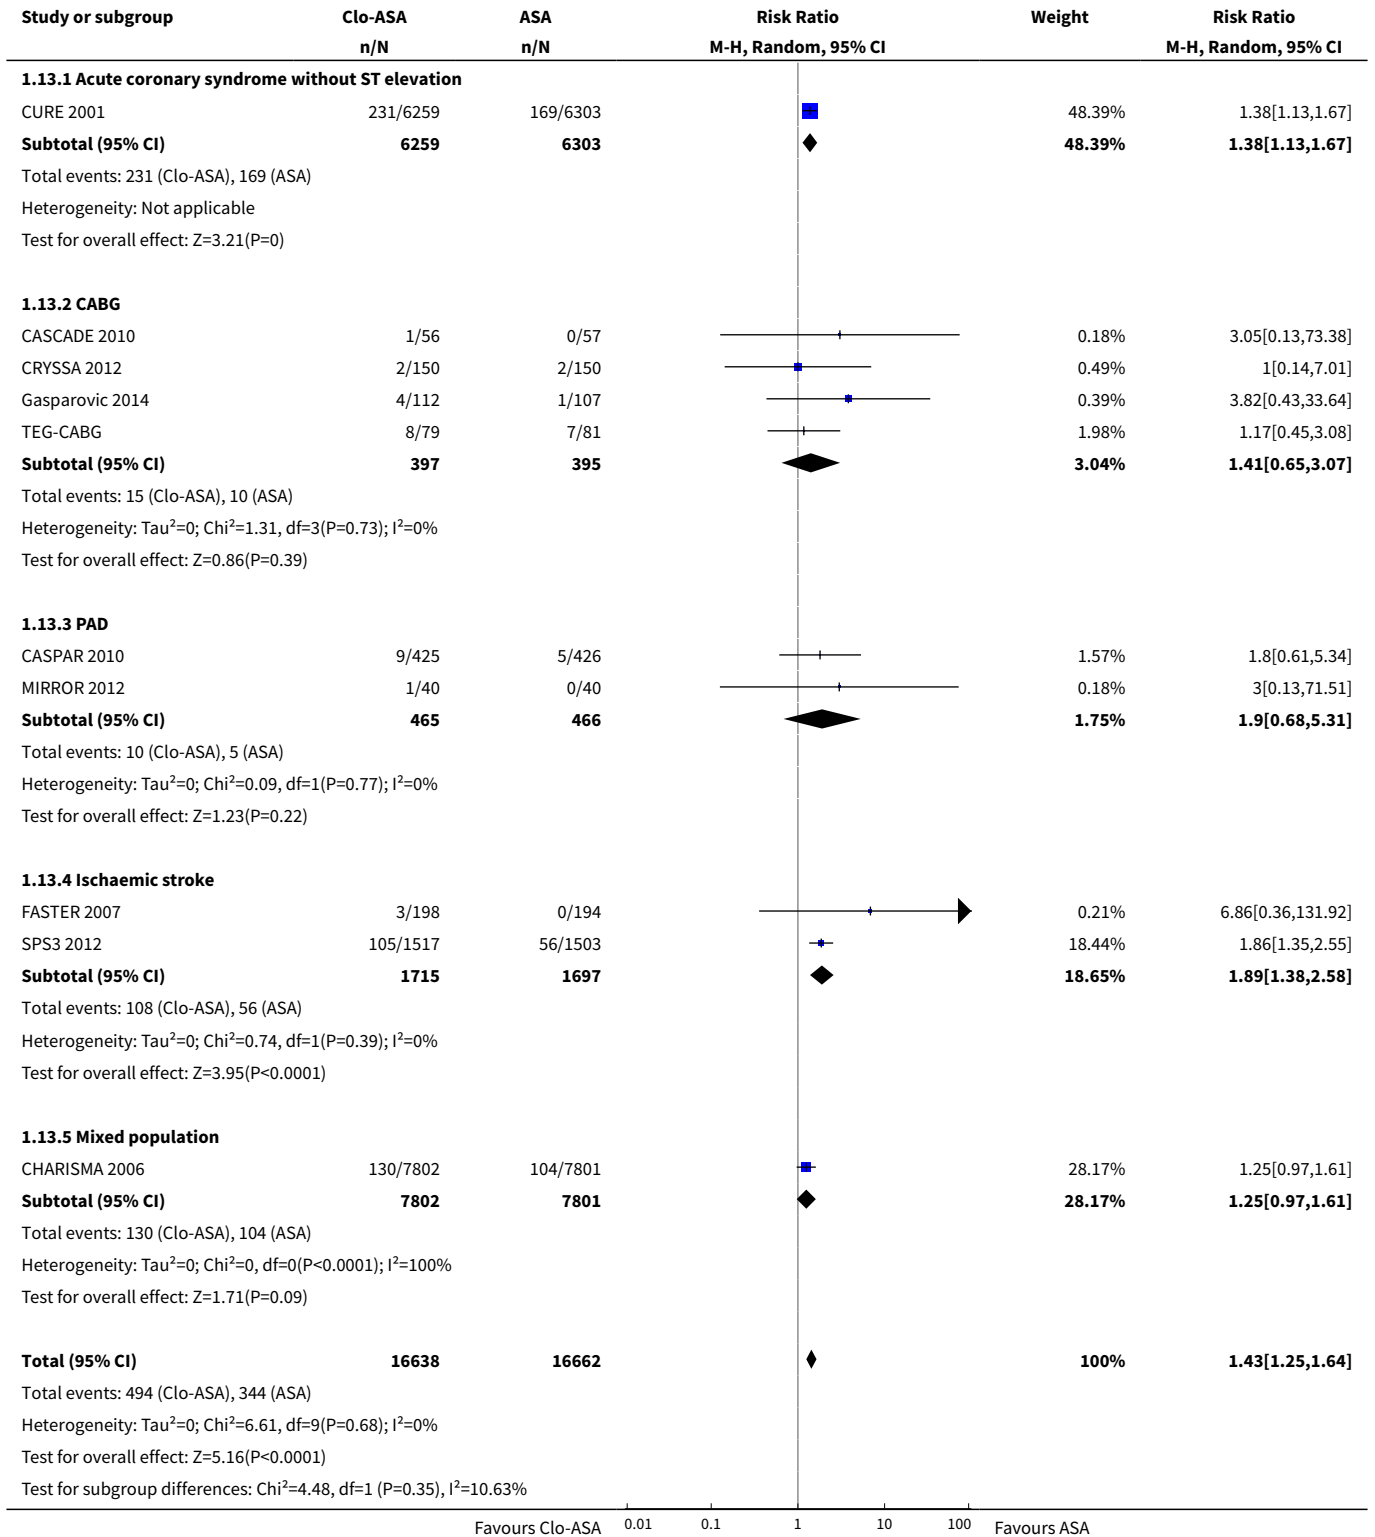 Study or subgroup Clo-ASA ASA Risk Ratio Weight Risk Ratio
n/N n/N M-H, Random, 95% CI M-H, Random, 95% CI
1.13.1 Acute coronary syndrome without ST elevation
CURE 2001 231/6259 169/6303 48.39% 1.38[1.13,1.67]
Subtotal (95% CI) 6259 6303 48.39% 1.38[1.13,1.67]
Total events: 231 (Clo-ASA), 169 (ASA)
Heterogeneity: Not applicable
Test for overall effect: Z=3.21(P=0)
1.13.2 CABG
CASCADE 2010 1/56 0/57 0.18% 3.05[0.13,73.38]
CRYSSA 2012 2/150 2/150 0.49% 1[0.14,7.01]
Gasparovic 2014 4/112 1/107 0.39% 3.82[0.43,33.64]
TEG-CABG 8/79 7/81 1.98% 1.17[0.45,3.08]
Subtotal (95% CI) 397 395 3.04% 1.41[0.65,3.07]
Total events: 15 (Clo-ASA), 10 (ASA)
Heterogeneity: Tau²=0; Chi²=1.31, df=3(P=0.73); I²=0%
Test for overall effect: Z=0.86(P=0.39)
1.13.3 PAD
CASPAR 2010 9/425 5/426 1.57% 1.8[0.61,5.34]
MIRROR 2012 1/40 0/40 0.18% 3[0.13,71.51]
Subtotal (95% CI) 465 466 1.75% 1.9[0.68,5.31]
Total events: 10 (Clo-ASA), 5 (ASA)
Heterogeneity: Tau²=0; Chi²=0.09, df=1(P=0.77); I²=0%
Test for overall effect: Z=1.23(P=0.22)
1.13.4 Ischaemic stroke
FASTER 2007 3/198 0/194 0.21% 6.86[0.36,131.92]
SPS3 2012 105/1517 56/1503 18.44% 1.86[1.35,2.55]
Subtotal (95% CI) 1715 1697 18.65% 1.89[1.38,2.58]
Total events: 108 (Clo-ASA), 56 (ASA)
Heterogeneity: Tau²=0; Chi²=0.74, df=1(P=0.39); I²=0%
Test for overall effect: Z=3.95(P<0.0001)
1.13.5 Mixed population
CHARISMA 2006 130/7802 104/7801 28.17% 1.25[0.97,1.61]
Subtotal (95% CI) 7802 7801 28.17% 1.25[0.97,1.61]
Total events: 130 (Clo-ASA), 104 (ASA)
Heterogeneity: Tau²=0; Chi²=0, df=0(P<0.0001); I²=100%
Test for overall effect: Z=1.71(P=0.09)
Total (95% CI) 16638 16662 100% 1.43[1.25,1.64]
Total events: 494 (Clo-ASA), 344 (ASA)
Heterogeneity: Tau²=0; Chi²=6.61, df=9(P=0.68); I²=0%
Test for overall effect: Z=5.16(P<0.0001)
Test for subgroup differences: Chi²=4.48, df=1 (P=0.35), I²=10.63%
Favours Clo-ASA 0.01 0.1 1 10 100 Favours ASA